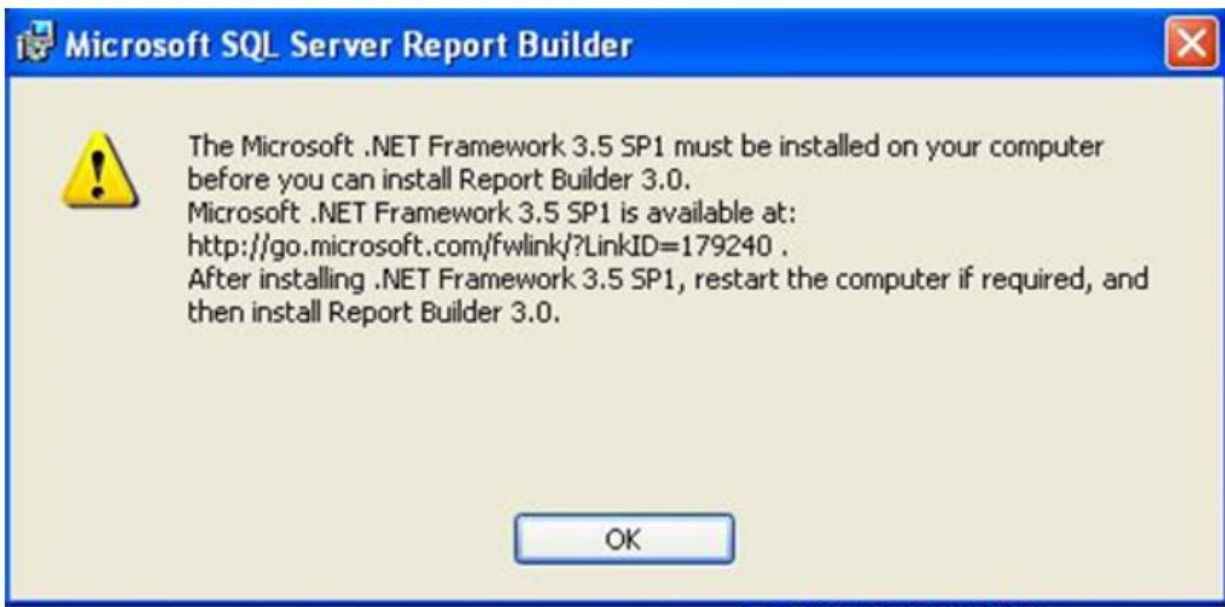 Microsoft SQL Server Report Builder
The Microsoft .NET Framework 3.5 SP1 must be installed on your computer
before you can install Report Builder 3.0.
Microsoft .NET Framework 3.5 SP1 is available at:
http://go.microsoft.com/fwlink/?LinkID=179240 .
After installing .NET Framework 3.5 SP1, restart the computer if required, and
then install Report Builder 3.0.
OK